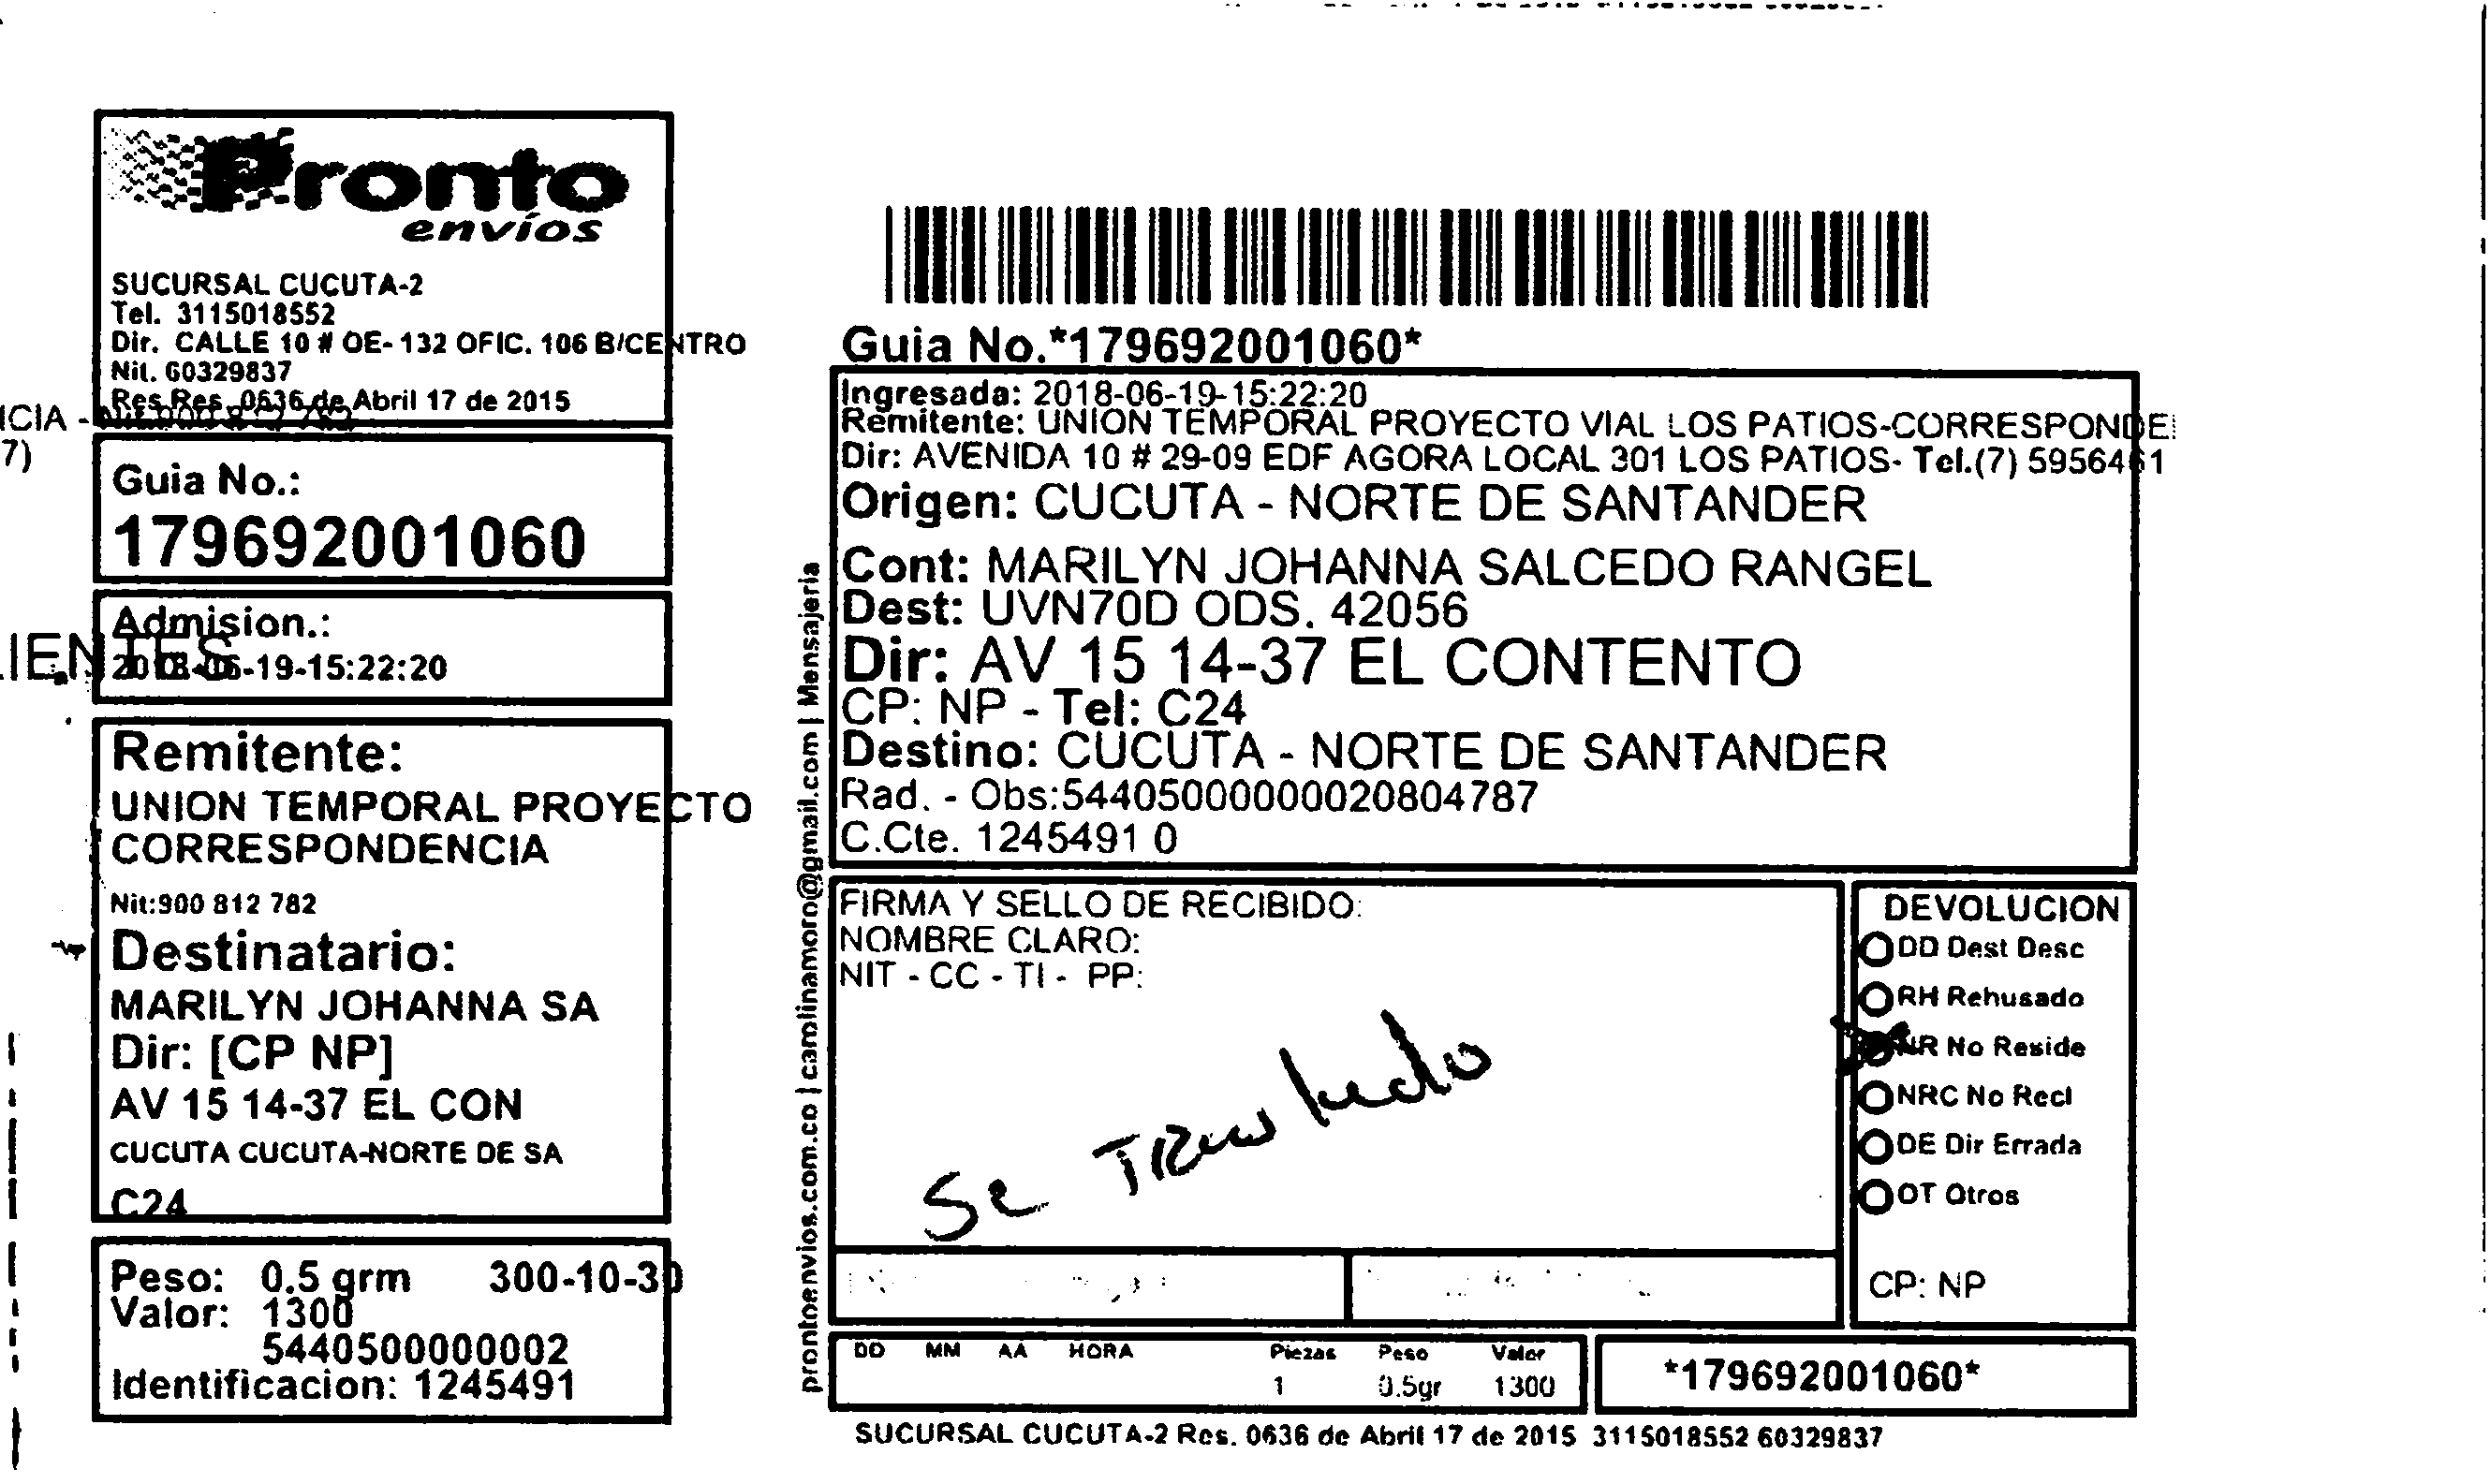 Pronto
envíos
SUCURSAL CUCUTA-2
Tel. 3115018552
Dir. CALLE 10 # OE-132 OFIC. 106 B/CENTRO
Nit. 60329837
Res.Res. 0636 de Abril 17 de 2015
7)
Guia No.:
179692001060
Admision.:
2018-06-19-15:22:20
Remitente:
UNION TEMPORAL PROYECTO
CORRESPONDENCIA
Nit:900 812 782
Destinatario:
MARILYN JOHANNA SA
Dir: [CP NP]
AV 15 14-37 EL CON
CUCUTA CUCUTA-NORTE DE SA
C24
Peso: 0.5 grm 300-10-30
Valor: 1300
5440500000002
Identificacion: 1245491
prontoenvios.com.co | carolinamoro@gmail.com | Mensajeria
Guia No.*179692001060*
Ingresada: 2018-06-19-15:22:20
Remitente: UNION TEMPORAL PROYECTO VIAL LOS PATIOS-CORRESPONDE
Dir: AVENIDA 10 # 29-09 EDF AGORA LOCAL 301 LOS PATIOS- Tel.(7) 5956461
Origen: CUCUTA - NORTE DE SANTANDER
Cont: MARILYN JOHANNA SALCEDO RANGEL
Dest: UVN70D ODS. 42056
Dir: AV 15 14-37 EL CONTENTO
CP: NP - Tel: C24
Destino: CUCUTA - NORTE DE SANTANDER
Rad. - Obs:544050000000020804787
C.Cte. 1245491 0
FIRMA Y SELLO DE RECIBIDO:
NOMBRE CLARO:
NIT - CC - TI - PP:
Se
DEVOLUCION
DD Dest Desc
RH Rehusado
NR No Reside
NRC No Recl
DE Dir Errada
OT Otros
CP: NP
DD MM AA HORA Piezas Peso Valor
1 0.5gr 1300
*179692001060*
SUCURSAL CUCUTA-2 Res. 0636 de Abril 17 de 2015 3115018552 60329837